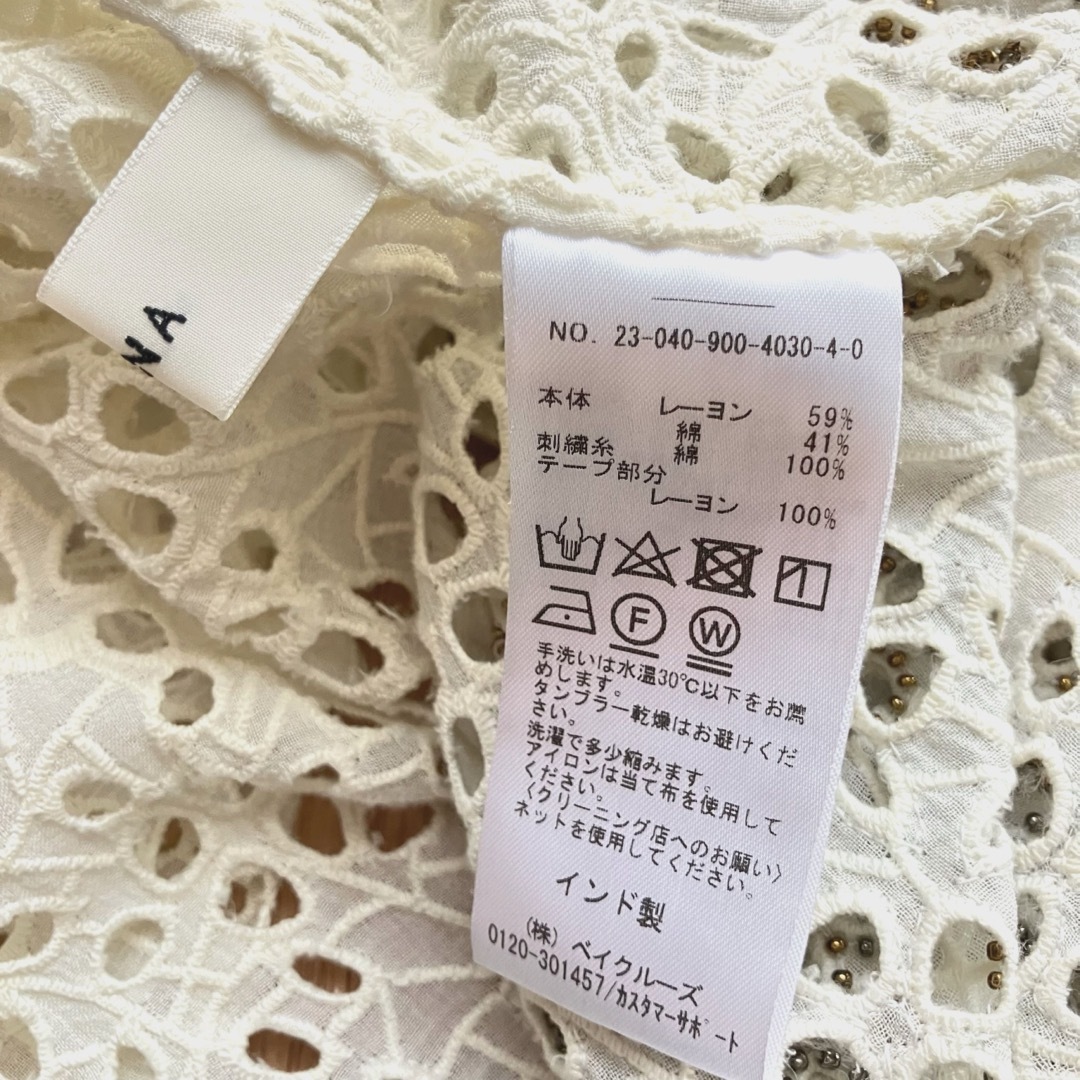 NA
NO. 23-040-900-4030-4-0
本体 レーヨン 59%
綿 41%
刺繍糸 綿 100%
テープ部分
レーヨン 100%
1
F W
手洗いは水温30℃以下をお薦
めします。
タンブラー乾燥はお避けくだ
さい。
洗濯で多少縮みます。
アイロンは当て布を使用して
ください。
〈クリーニング店へのお願い〉
ネットを使用してください。
インド製
(株) ベイクルーズ
0120-301457/カスタマーサポート